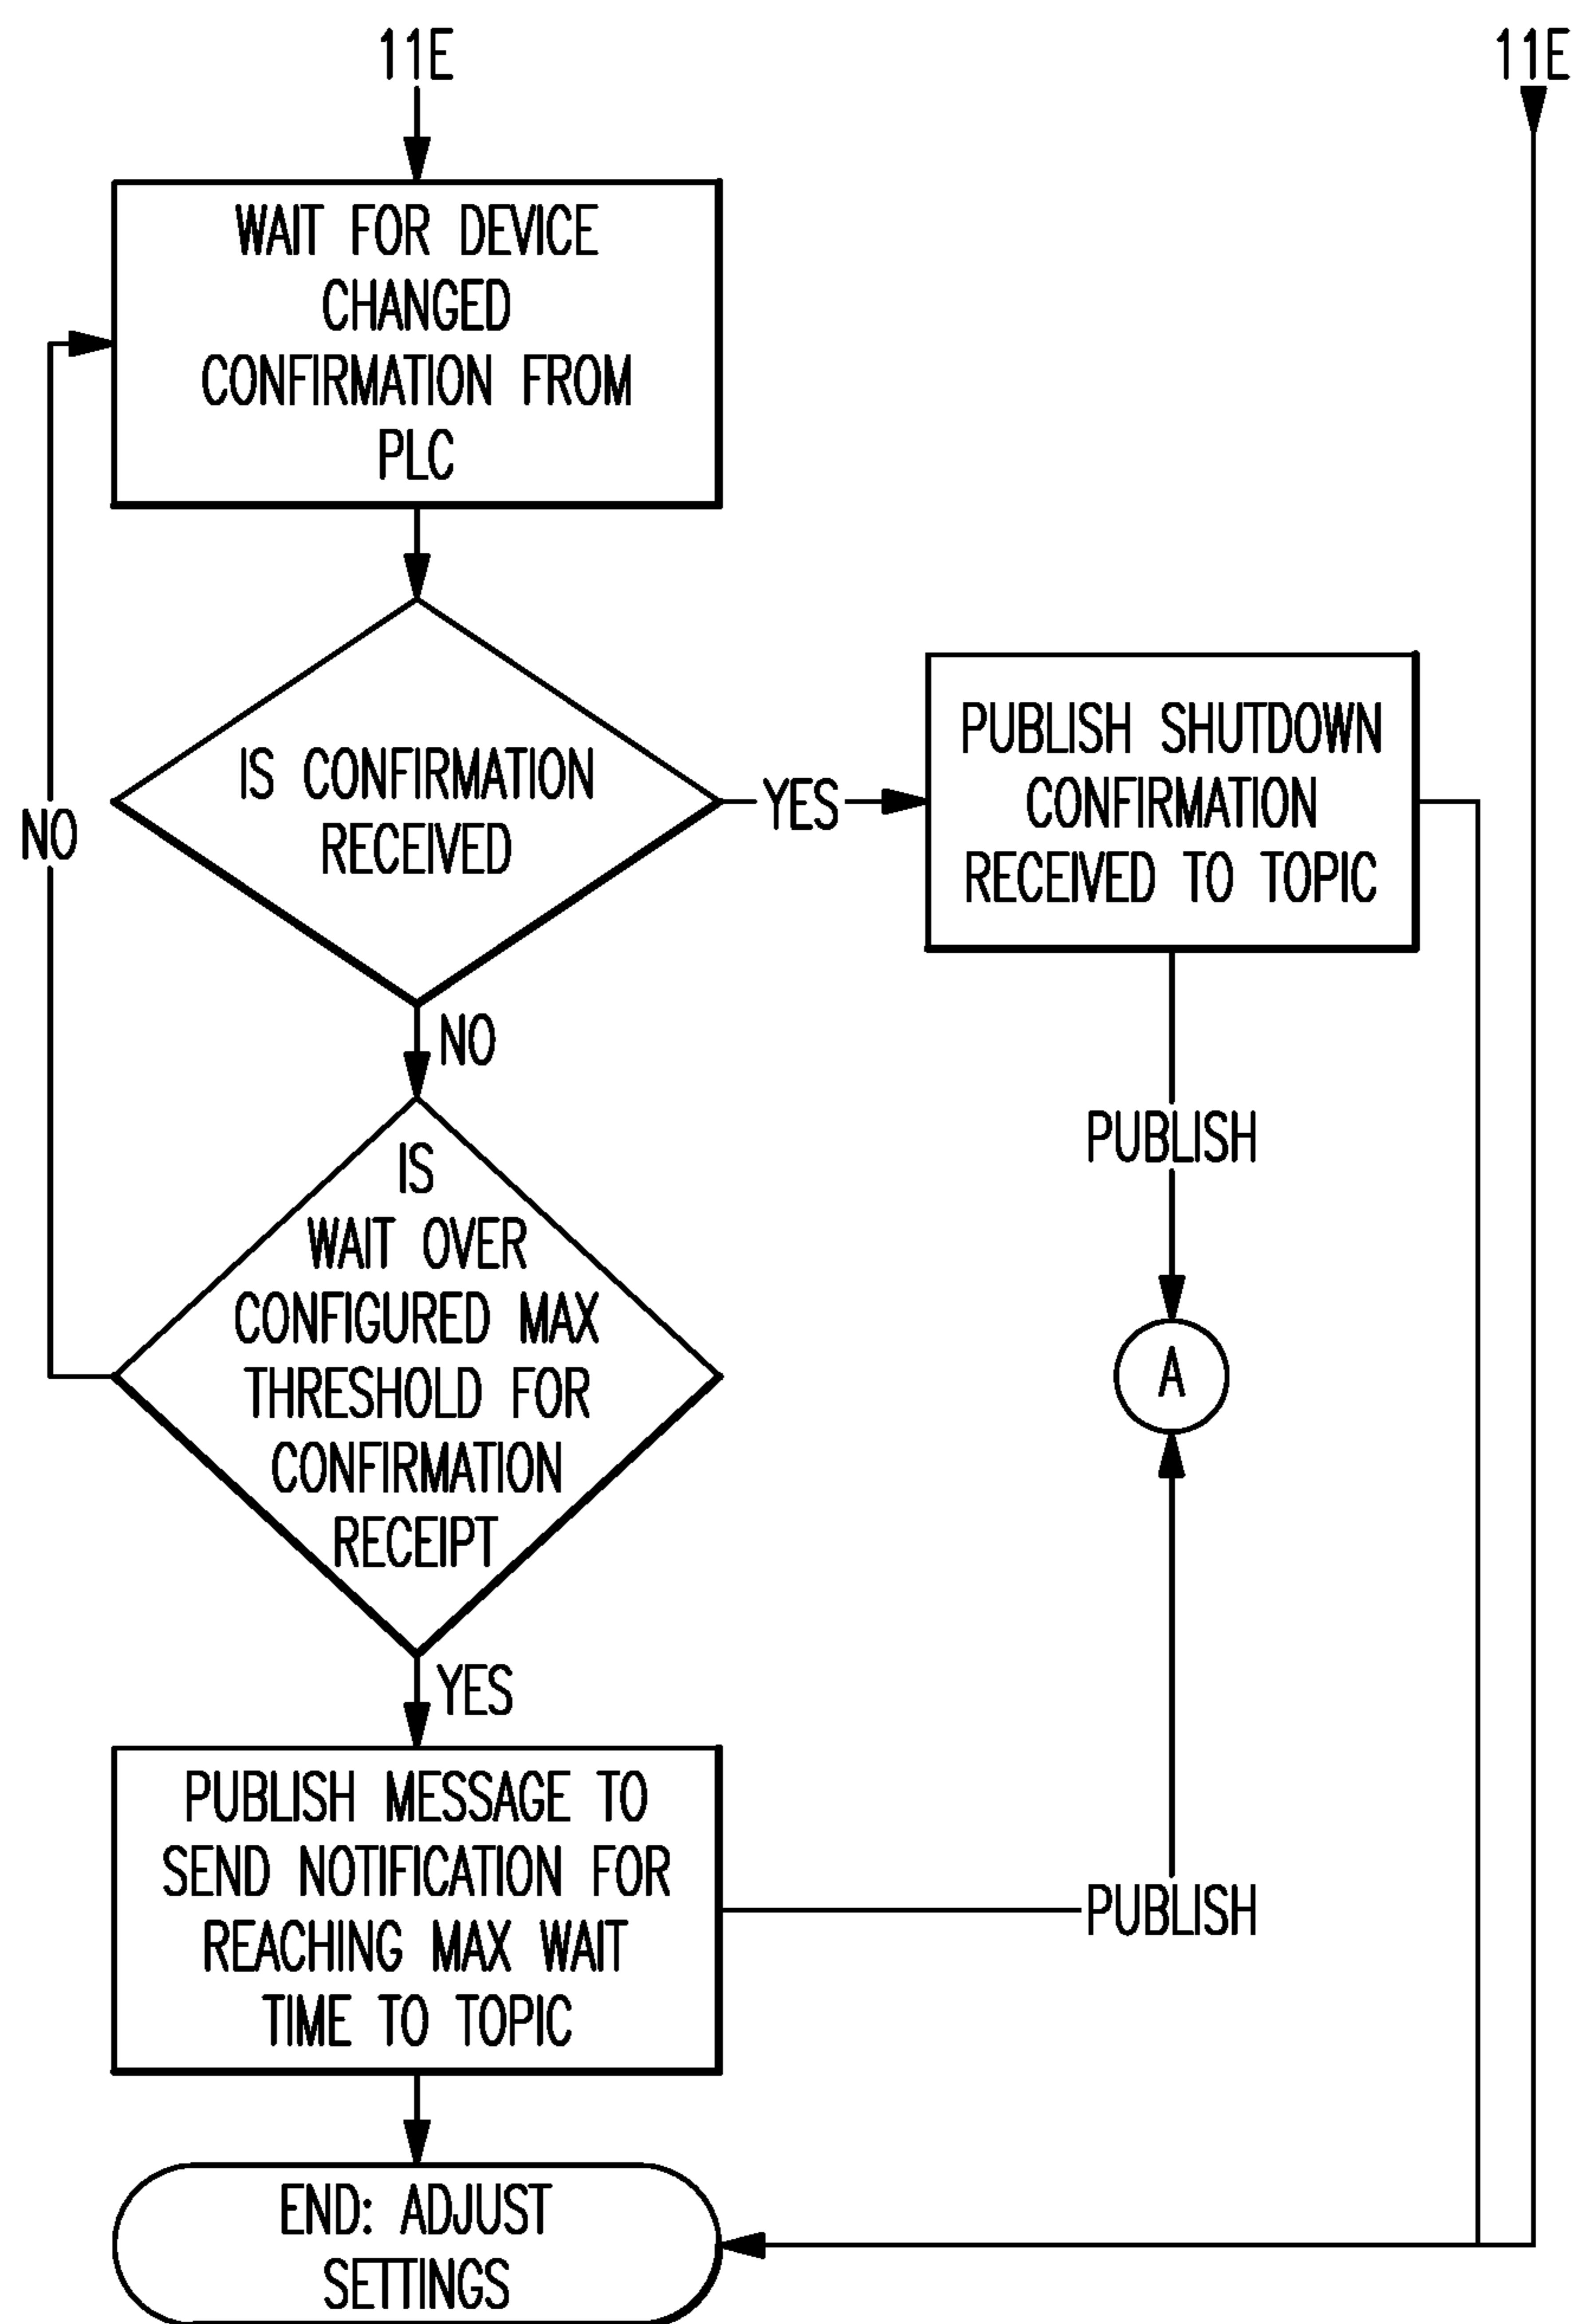 11E
11E
WAIT FOR DEVICE
CHANGED
CONFIRMATION FROM
PLC
IS CONFIRMATION
RECEIVED
YES
PUBLISH SHUTDOWN
CONFIRMATION
RECEIVED TO TOPIC
NO
NO
PUBLISH
IS
WAIT OVER
CONFIGURED MAX
THRESHOLD FOR
CONFIRMATION
RECEIPT
A
YES
PUBLISH MESSAGE TO
SEND NOTIFICATION FOR
REACHING MAX WAIT
TIME TO TOPIC
PUBLISH
END: ADJUST
SETTINGS